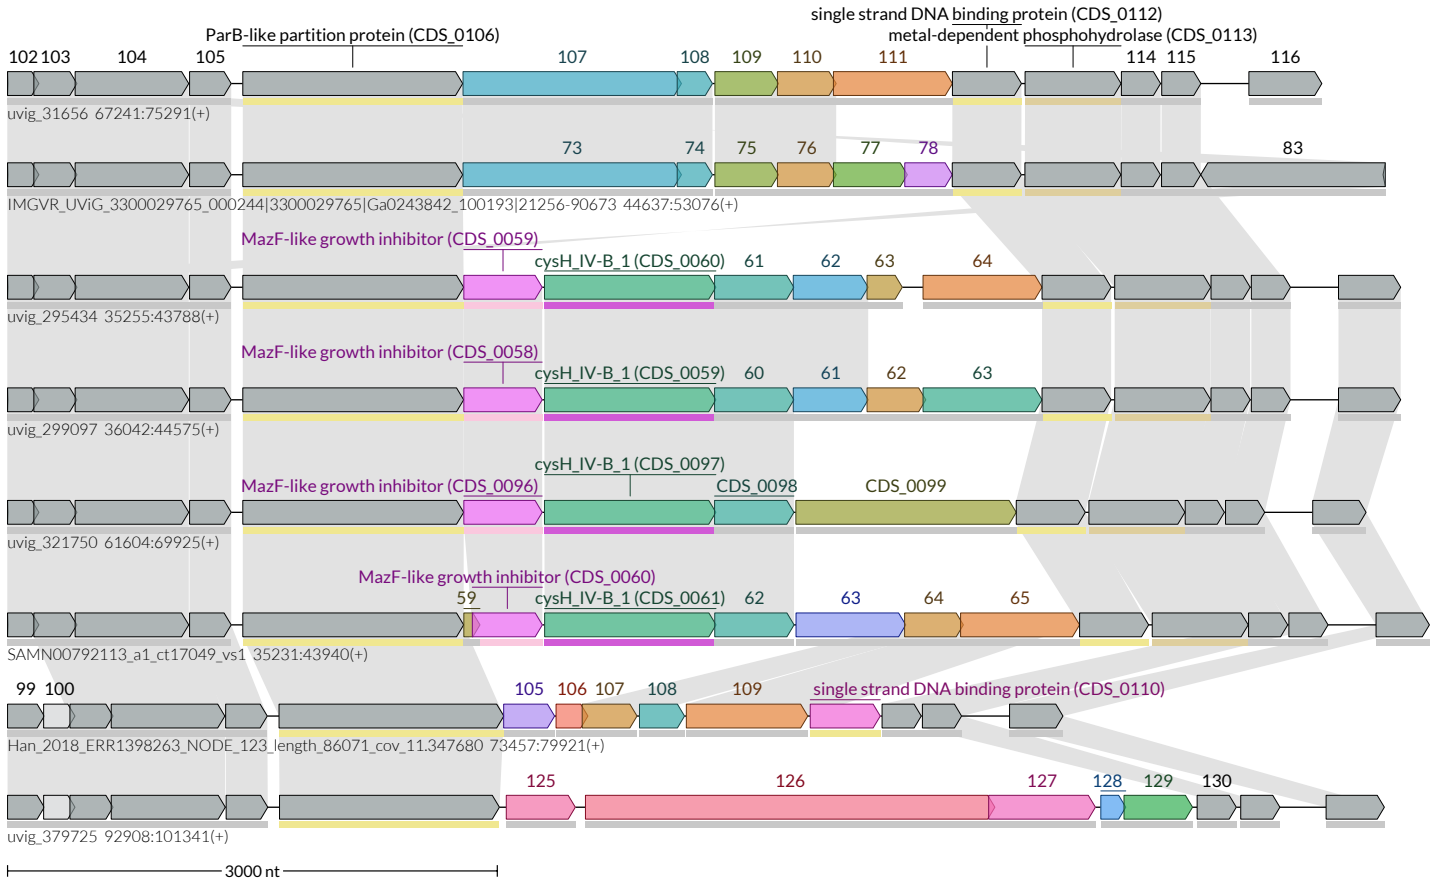 single strand DNA binding protein (CDS_0112)
ParB-like partition protein (CDS_0106) metal-dependent phosphohydrolase (CDS_0113)
102 103 104 105 107 108 109 110 111 114 115 116
uvig_31656 67241:75291(+)
73 74 75 76 77 78 83
IMGVR_UViG_3300029765_000244|3300029765|Ga0243842_100193|21256-90673 44637:53076(+)
MazF-like growth inhibitor (CDS_0059)
cysH_IV-B_1 (CDS_0060) 61 62 63 64
uvig_295434 35255:43788(+)
MazF-like growth inhibitor (CDS_0058)
cysH_IV-B_1 (CDS_0059) 60 61 62 63
uvig_299097 36042:44575(+)
cysH_IV-B_1 (CDS_0097)
MazF-like growth inhibitor (CDS_0096) CDS_0098 CDS_0099
uvig_321750 61604:69925(+)
MazF-like growth inhibitor (CDS_0060)
59 cysH_IV-B_1 (CDS_0061) 62 63 64 65
SAMN00792113_a1_ct17049_vs1 35231:43940(+)
99 100 105 106 107 108 109 single strand DNA binding protein (CDS_0110)
Han_2018_ERR1398263_NODE_123_length_86071_cov_11.347680 73457:79921(+)
125 126 127 128 129 130
uvig_379725 92908:101341(+)
3000 nt